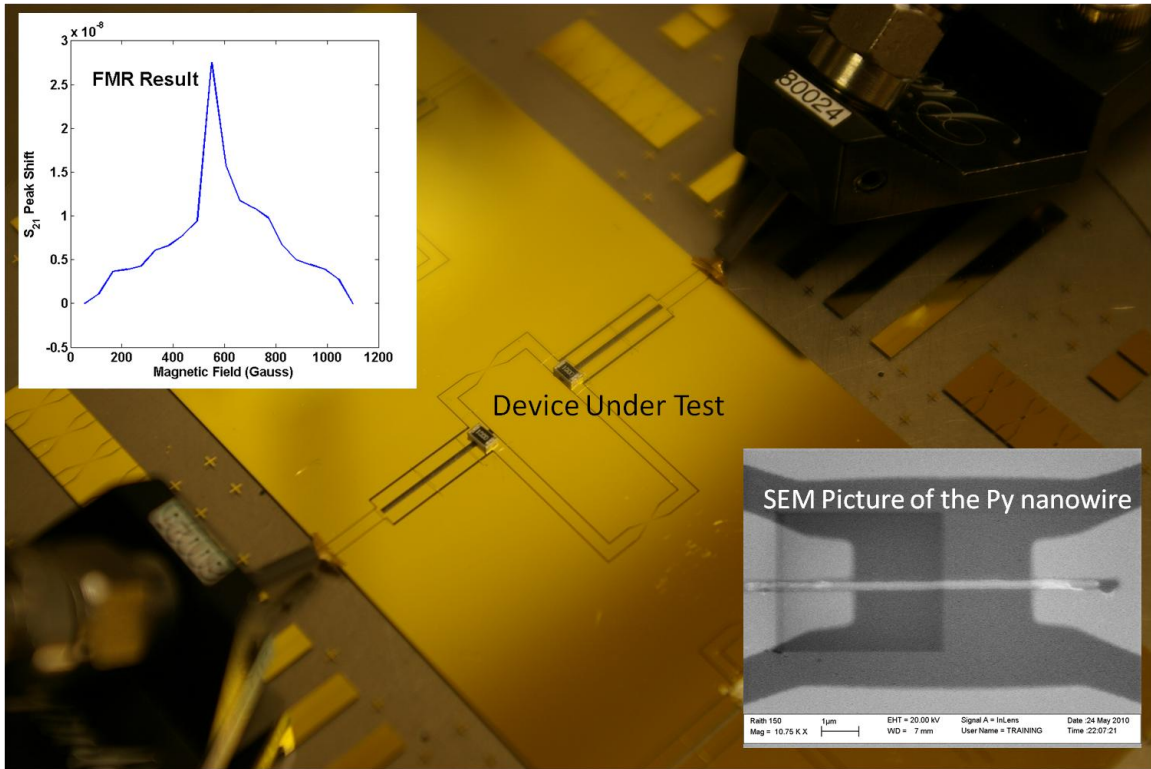 × 10⁻⁸
3
FMR Result
2.5
2
1.5
1
0.5
0
-0.5
S₂₁ Peak Shift
0 200 400 600 800 1000 1200
Magnetic Field (Gauss)
80024
Device Under Test
SEM Picture of the Py nanowire
Raith 150 1µm EHT = 20.00 kV Signal A = InLens Date :24 May 2010
Mag = 10.75 K X WD = 7 mm User Name = TRAINING Time :22:07:21